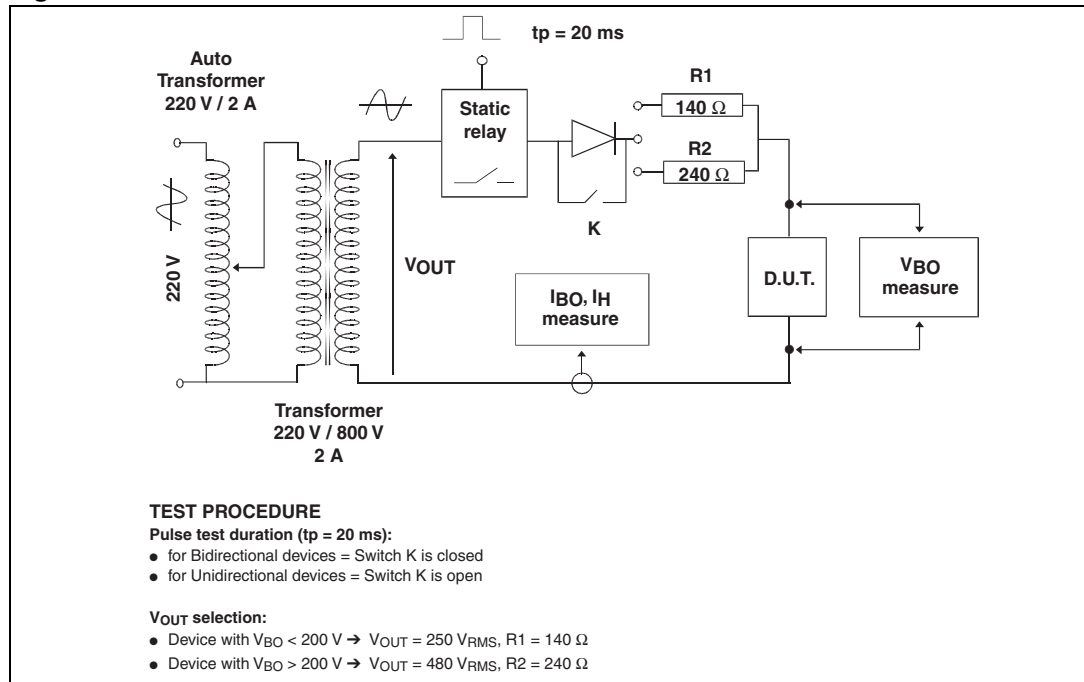 tp = 20 ms
Auto
Transformer
220 V / 2 A
Static
relay
R1
140 Ω
R2
240 Ω
K
220 V
VOUT
IBO, IH
measure
D.U.T.
VBO
measure
Transformer
220 V / 800 V
2 A
TEST PROCEDURE
Pulse test duration (tp = 20 ms):
● for Bidirectional devices = Switch K is closed
● for Unidirectional devices = Switch K is open
VOUT selection:
● Device with VBO < 200 V ➔ VOUT = 250 VRMS, R1 = 140 Ω
● Device with VBO > 200 V ➔ VOUT = 480 VRMS, R2 = 240 Ω